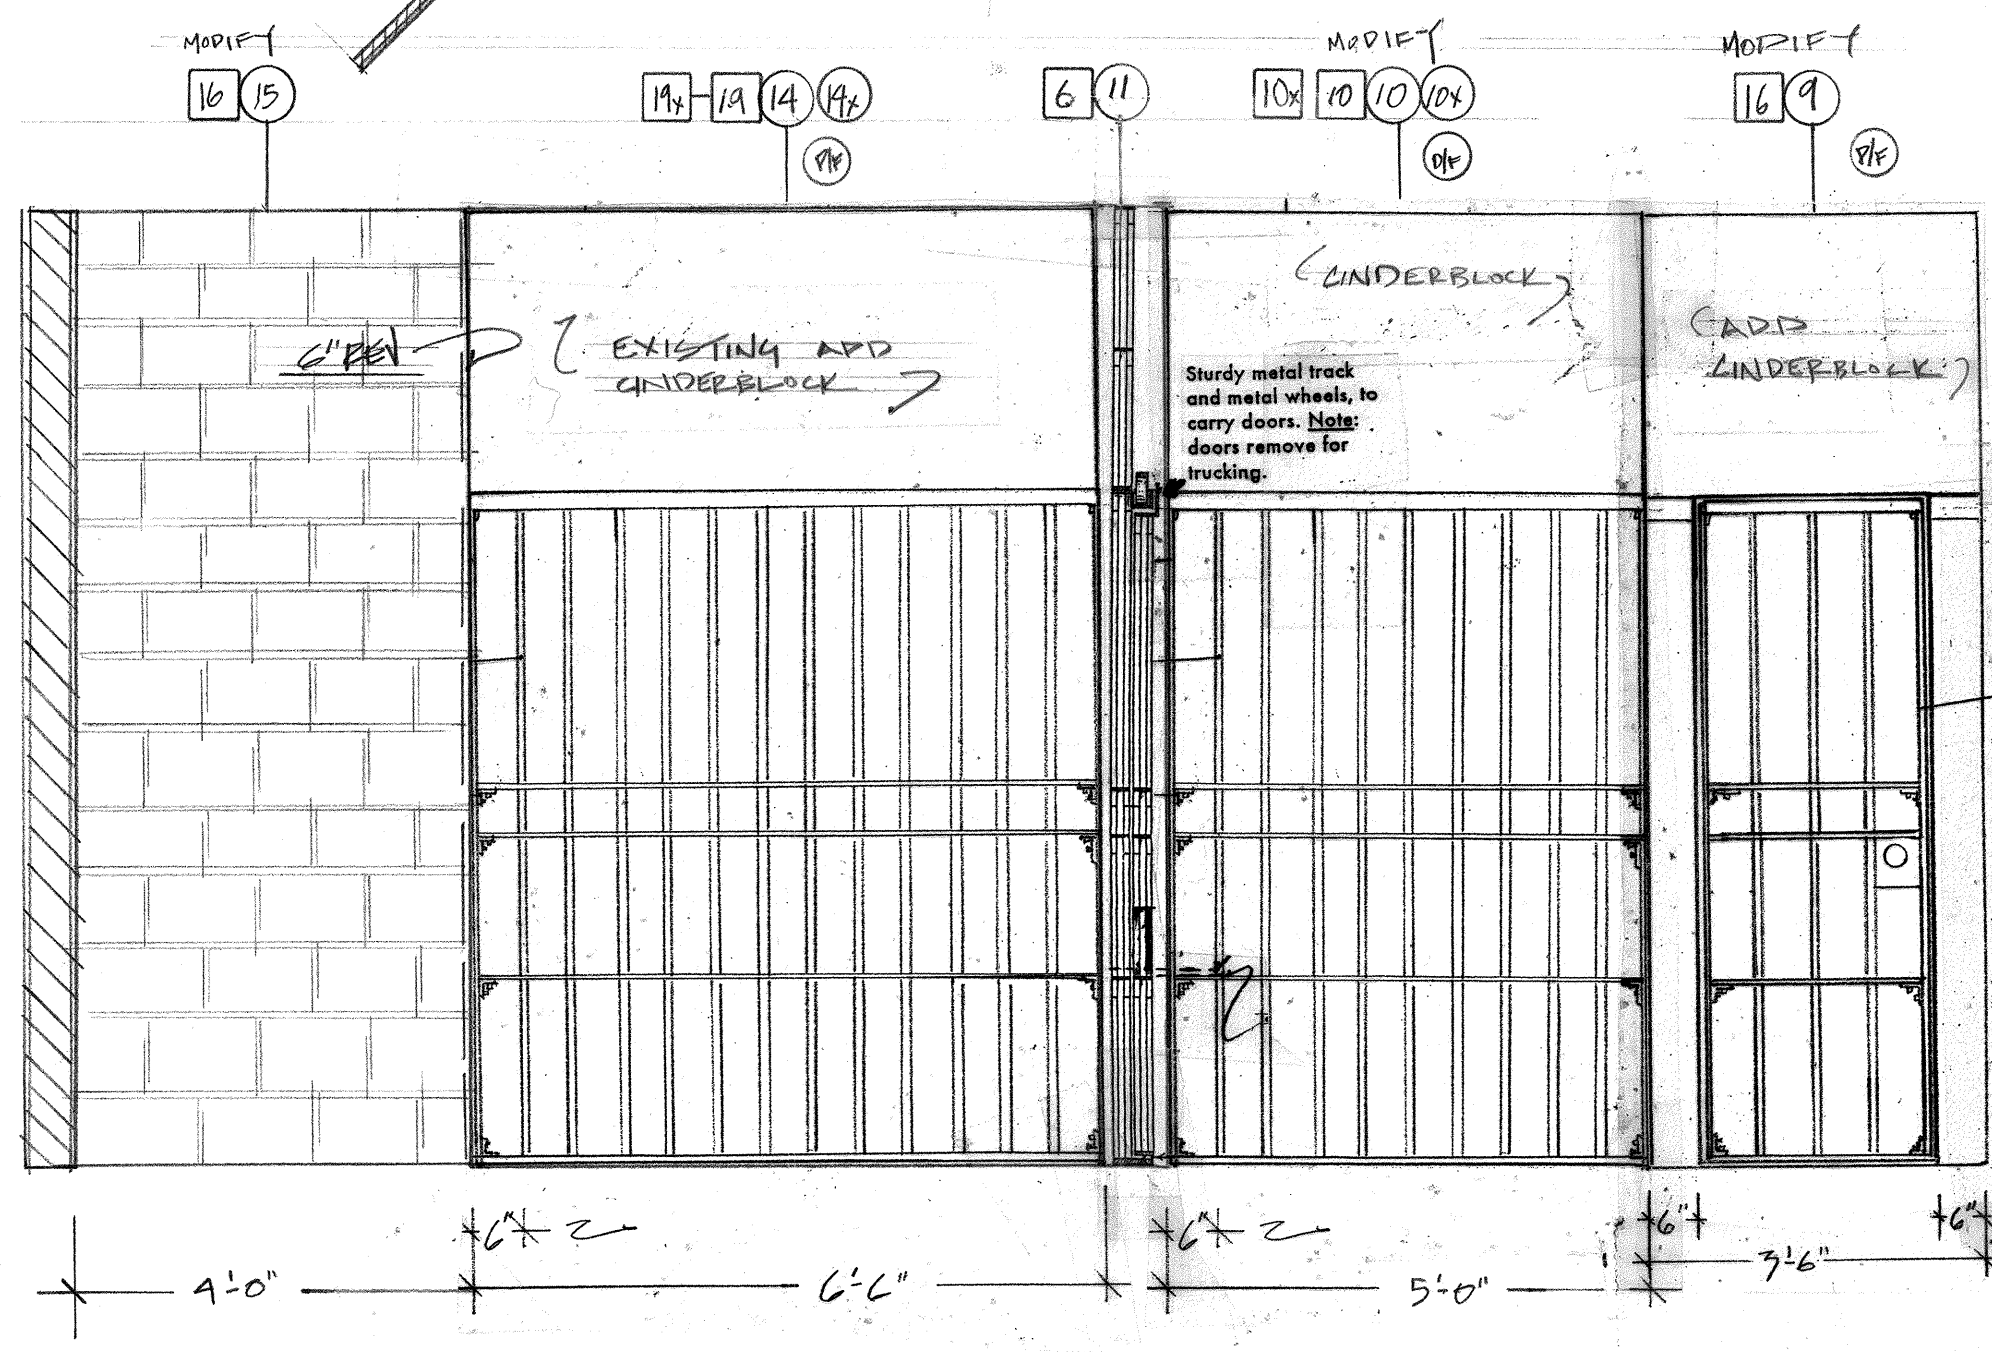 MODIFY
MODIFY
MODIFY
16 15
19x 19 14 14x
6 11
10x 10 10 10x
16 9
P/F
D/F
P/F
CINDERBLOCK
6" REV
EXISTING ADD
CINDERBLOCK
ADD
CINDERBLOCK
Sturdy metal track
and metal wheels, to
carry doors. Note:
doors remove for
trucking.
6"
6"
6"
6"
4'-0"
6'-6"
5'-0"
3'-6"